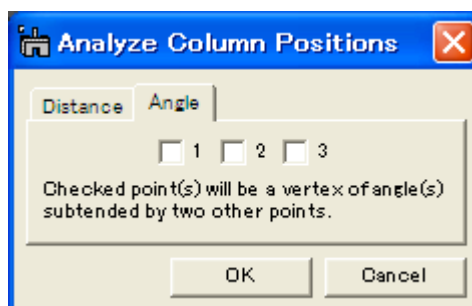 Analyze Column Positions
Distance Angle
1 2 3
Checked point(s) will be a vertex of angle(s)
subtended by two other points.
OK Cancel